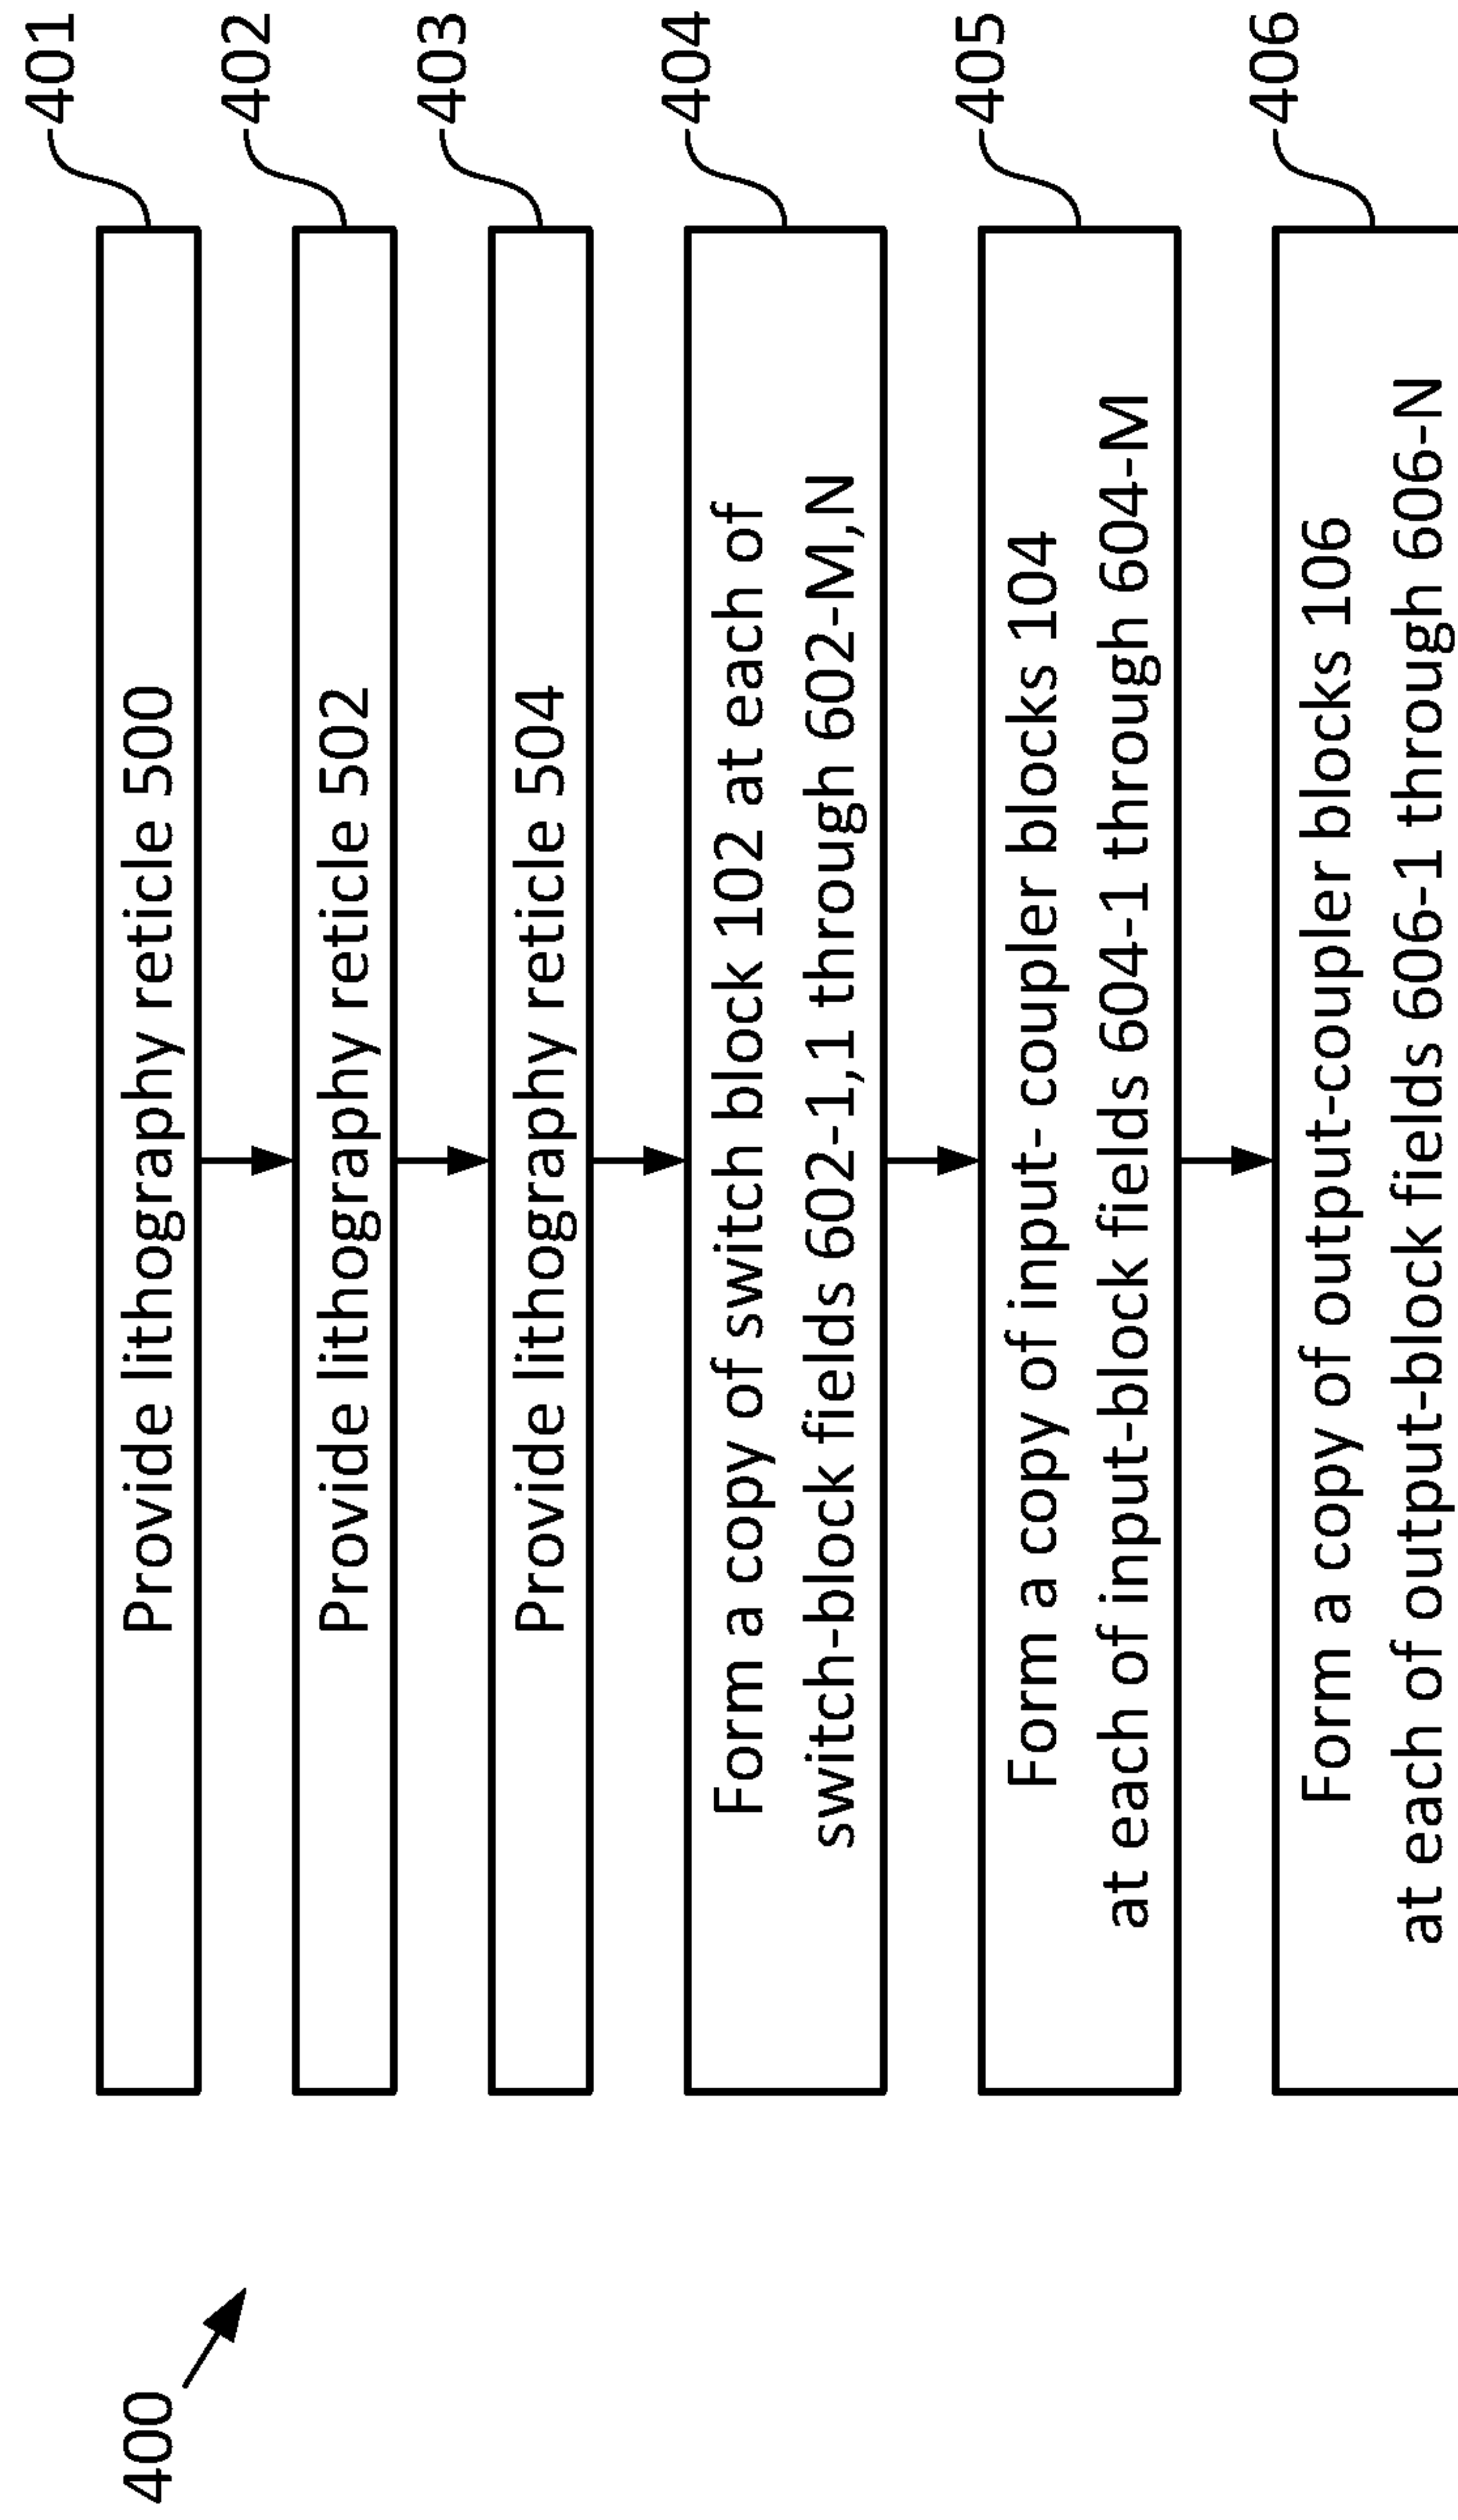 400
401
Provide lithography reticle 500
402
Provide lithography reticle 502
403
Provide lithography reticle 504
404
Form a copy of switch block 102 at each of
switch-block fields 602-1,1 through 602-M,N
405
Form a copy of input- coupler blocks 104
at each of input-block fields 604-1 through 604-M
406
Form a copy of output-coupler blocks 106
at each of output-block fields 606-1 through 606-N